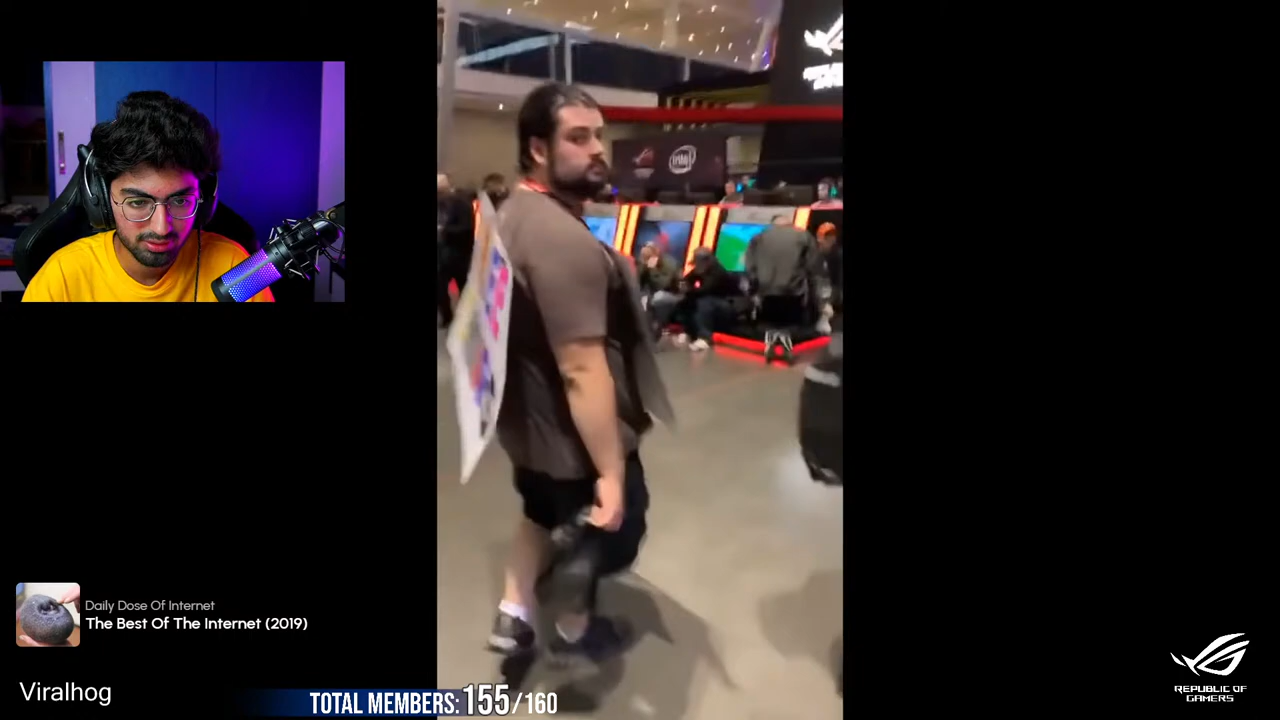 intel
Daily Dose Of Internet
The Best Of The Internet (2019)
Viralhog
TOTAL MEMBERS: 155/160
REPUBLIC OF
GAMERS